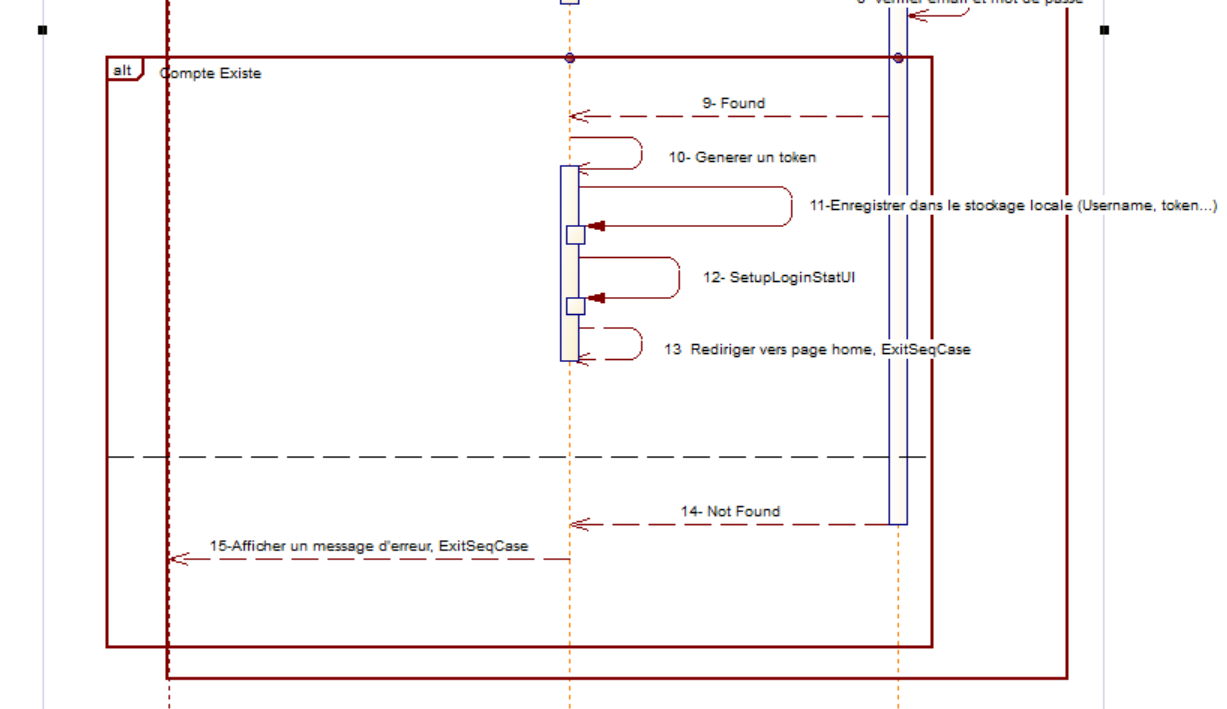 8- Vérifier email et mot de passe
alt
Compte Existe
9- Found
10- Generer un token
11-Enregistrer dans le stockage locale (Username, token...)
12- SetupLoginStatUI
13 Rediriger vers page home, ExitSeqCase
14- Not Found
15-Afficher un message d'erreur, ExitSeqCase